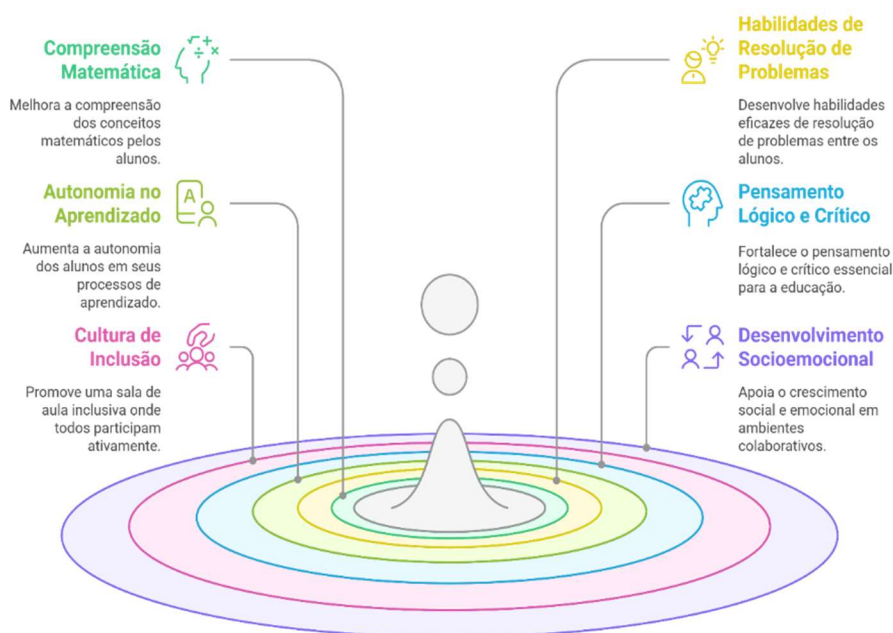 Compreensão
Matemática
Melhora a compreensão
dos conceitos
matemáticos pelos
alunos.
Autonomia no
Aprendizado
Aumenta a autonomia
dos alunos em seus
processos de
aprendizado.
Cultura de
Inclusão
Promove uma sala de
aula inclusiva onde
todos participam
ativamente.
Habilidades de
Resolução de
Problemas
Desenvolve habilidades
eficazes de resolução
de problemas entre os
alunos.
Pensamento
Lógico e Crítico
Fortalece o pensamento
lógico e crítico essencial
para a educação.
Desenvolvimento
Socioemocional
Apoia o crescimento
social e emocional em
ambientes
colaborativos.